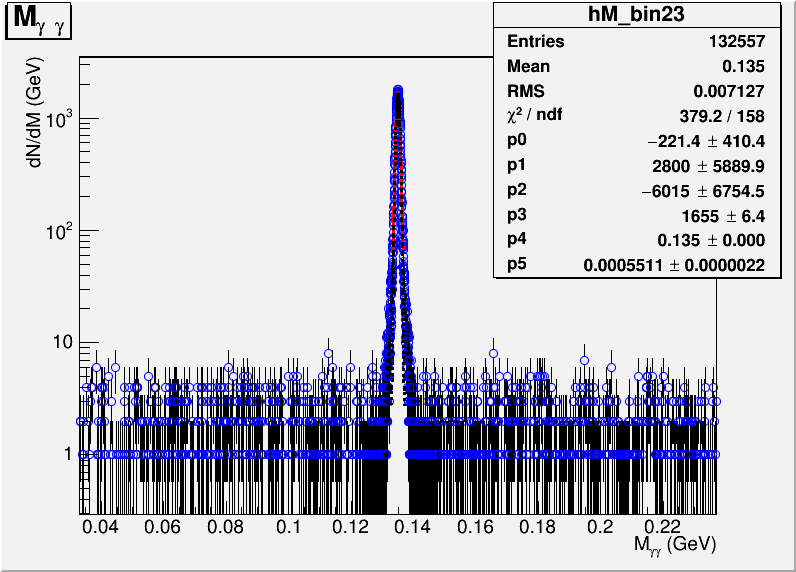 M_γ γ
hM_bin23
Entries 132557
Mean 0.135
RMS 0.007127
χ² / ndf 379.2 / 158
p0 −221.4 ± 410.4
p1 2800 ± 5889.9
p2 −6015 ± 6754.5
p3 1655 ± 6.4
p4 0.135 ± 0.000
p5 0.0005511 ± 0.0000022
dN/dM (GeV)
10³
10²
10
1
0.04 0.06 0.08 0.1 0.12 0.14 0.16 0.18 0.2 0.22
M_γγ (GeV)